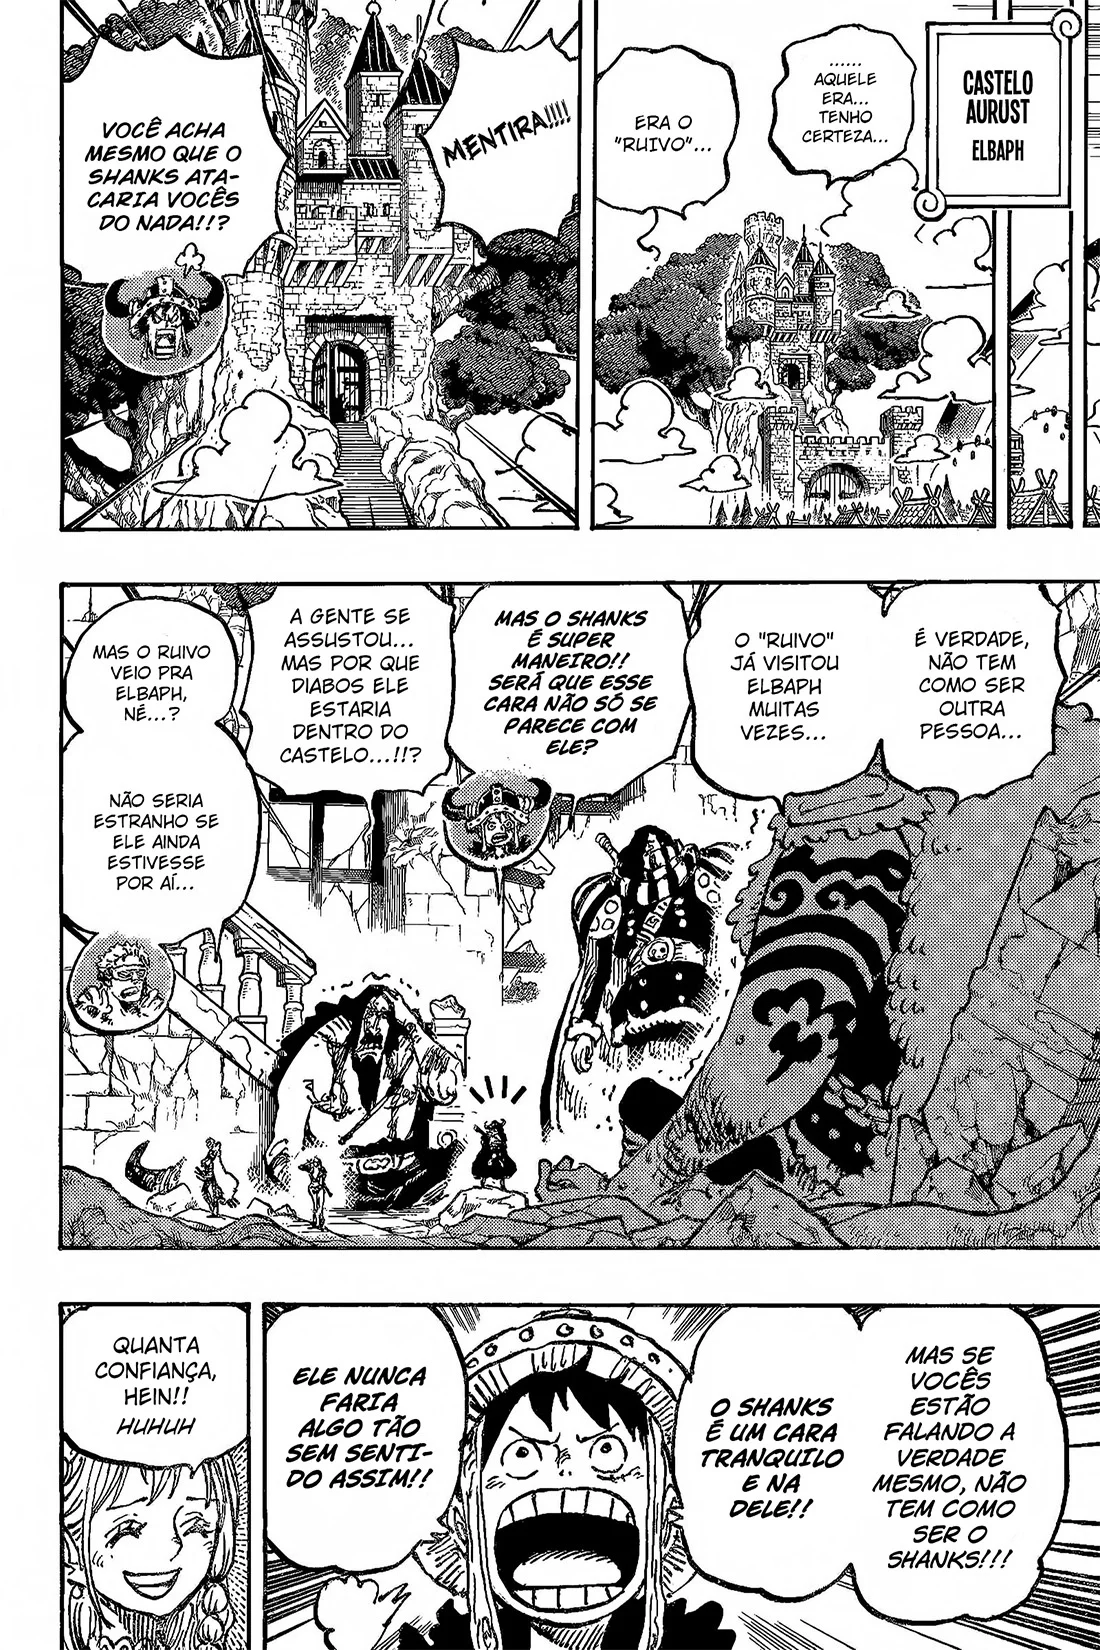 CASTELO
AURUST
ELBAPH
......
AQUELE
ERA...
TENHO
CERTEZA...
ERA O
"RUIVO"...
MENTIRA!!!!
VOCÊ ACHA
MESMO QUE O
SHANKS ATA-
CARIA VOCÊS
DO NADA!!?
É VERDADE,
NÃO TEM
COMO SER
OUTRA
PESSOA...
O "RUIVO"
JÁ VISITOU
ELBAPH
MUITAS
VEZES...
MAS O SHANKS
É SUPER
MANEIRO!!
SERÁ QUE ESSE
CARA NÃO SÓ SE
PARECE COM
ELE?
A GENTE SE
ASSUSTOU...
MAS POR QUE
DIABOS ELE
ESTARIA
DENTRO DO
CASTELO...!!?
MAS O RUIVO
VEIO PRA
ELBAPH,
NÉ...?
NÃO SERIA
ESTRANHO SE
ELE AINDA
ESTIVESSE
POR AÍ...
MAS SE
VOCÊS
ESTÃO
FALANDO A
VERDADE
MESMO, NÃO
TEM COMO
SER O
SHANKS!!!
O SHANKS
É UM CARA
TRANQUILO
E NA
DELE!!
ELE NUNCA
FARIA
ALGO TÃO
SEM SENTI-
DO ASSIM!!
QUANTA
CONFIANÇA,
HEIN!!
HUHUH